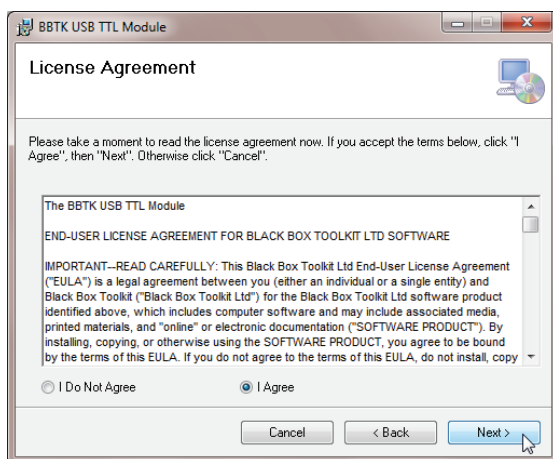 BBTK USB TTL Module
License Agreement
Please take a moment to read the license agreement now. If you accept the terms below, click "I
Agree", then "Next". Otherwise click "Cancel".
The BBTK USB TTL Module
END-USER LICENSE AGREEMENT FOR BLACK BOX TOOLKIT LTD SOFTWARE
IMPORTANT--READ CAREFULLY: This Black Box Toolkit Ltd End-User License Agreement
("EULA") is a legal agreement between you (either an individual or a single entity) and
Black Box Toolkit ("Black Box Toolkit Ltd") for the Black Box Toolkit Ltd software product
identified above, which includes computer software and may include associated media,
printed materials, and "online" or electronic documentation ("SOFTWARE PRODUCT"). By
installing, copying, or otherwise using the SOFTWARE PRODUCT, you agree to be bound
by the terms of this EULA. If you do not agree to the terms of this EULA, do not install, copy
I Do Not Agree
I Agree
Cancel
< Back
Next >